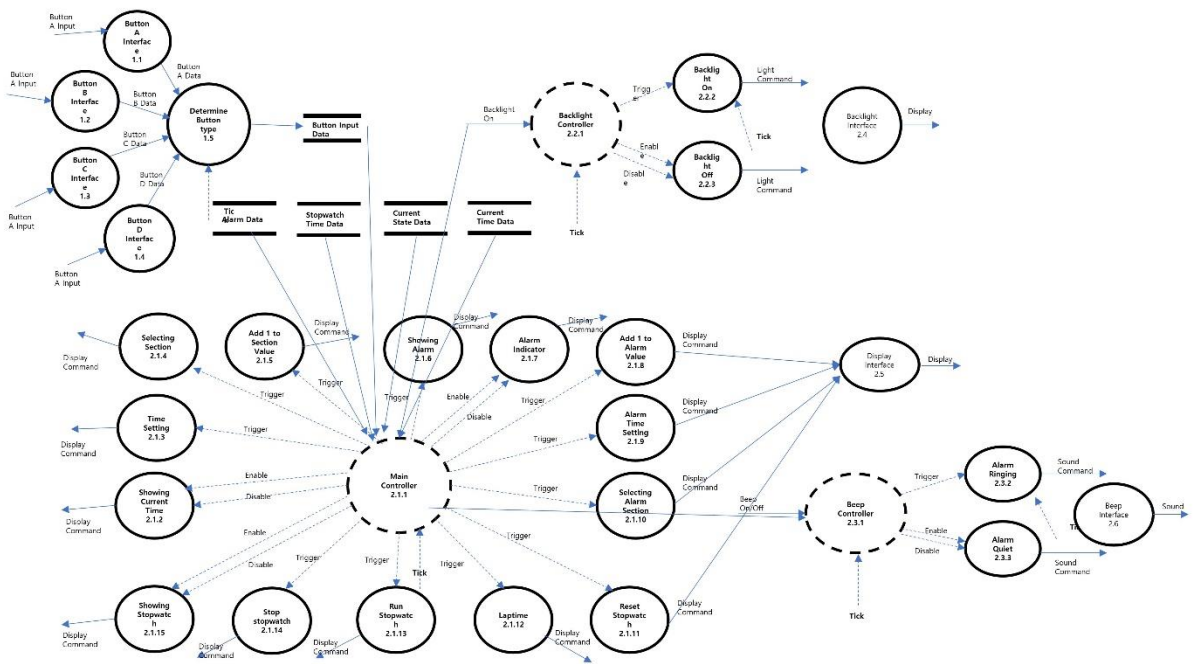 Button
A Input
Button
A
Interfac
e
1.1
Button
A Data
Button
A Input
Button
B
Interfac
e
1.2
Button
B Data
Determine
Button
type
1.5
Button
C
Interfac
e
1.3
Button
C Data
Button
A Input
Button
D
Interfac
e
1.4
Button
D Data
Button
A Input
Button Input
Data
Tic
k
Alarm Data
Stopwatch
Time Data
Current
State Data
Current
Time Data
Backlight
On
Backlight
Controller
2.2.1
Trigg
er
Enabl
e
Disabl
e
Tick
Backlig
ht
On
2.2.2
Light
Command
Tick
Backlig
ht
Off
2.2.3
Light
Command
Backlight
Interface
2.4
Display
Selecting
Section
2.1.4
Display
Command
Add 1 to
Section
Value
2.1.5
Display
Command
Showing
Alarm
2.1.6
Display
Command
Alarm
Indicator
2.1.7
Display
Command
Add 1 to
Alarm
Value
2.1.8
Display
Command
Display
Interface
2.5
Display
Trigger
Trigger
Trigger
Enable
Disable
Trigger
Time
Setting
2.1.3
Display
Command
Trigger
Alarm
Time
Setting
2.1.9
Display
Command
Trigger
Main
Controller
2.1.1
Showing
Current
Time
2.1.2
Display
Command
Enable
Disable
Trigger
Selecting
Alarm
Section
2.1.10
Display
Command
Beep
On/Off
Beep
Controller
2.3.1
Trigger
Enable
Disable
Tick
Alarm
Ringing
2.3.2
Sound
Command
Alarm
Quiet
2.3.3
Sound
Command
Beep
Interface
2.6
Sound
Enable
Disable
Trigger
Trigger
Tick
Trigger
Trigger
Showing
Stopwatc
h
2.1.15
Display
Command
Stop
stopwatch
2.1.14
Display
Command
Run
Stopwatc
h
2.1.13
Display
Command
Laptime
2.1.12
Display
Command
Reset
Stopwatc
h
2.1.11
Display
Command